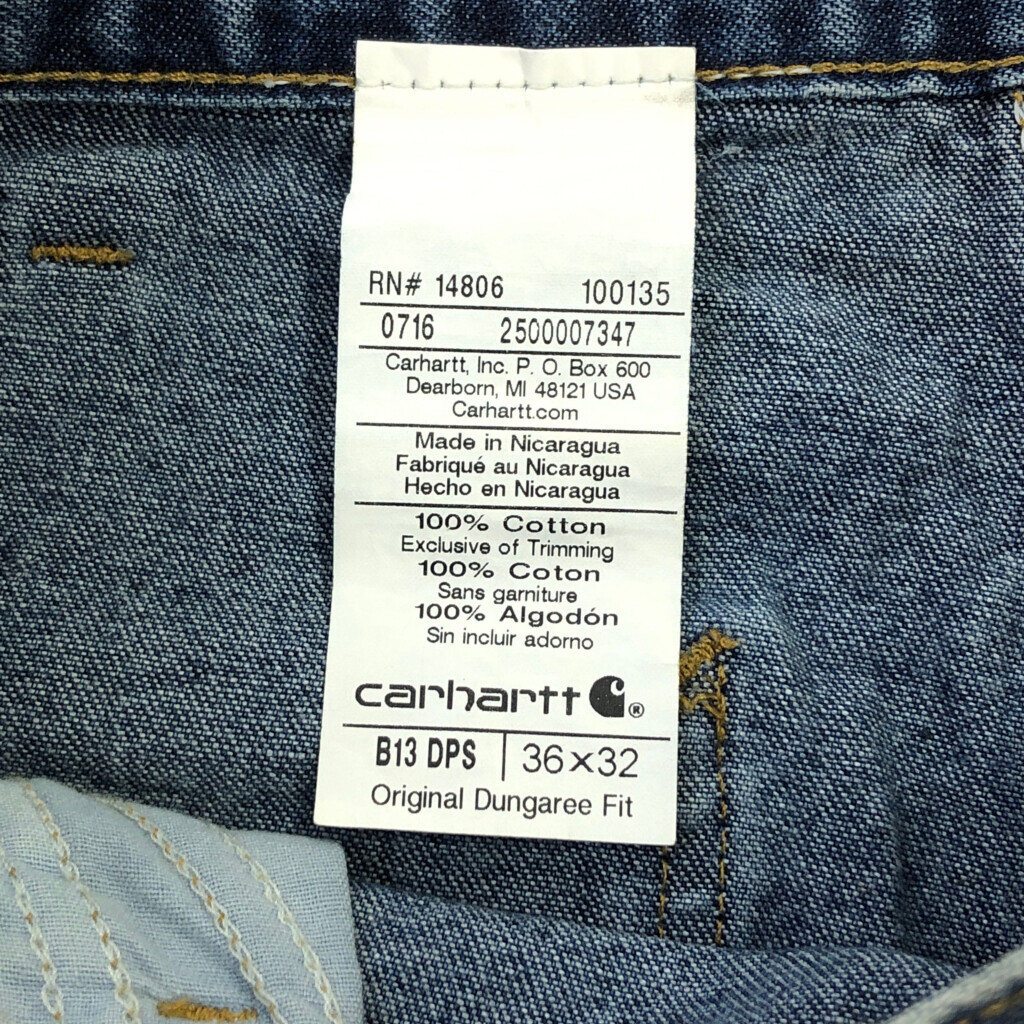 RN# 14806 100135
0716 2500007347
Carhartt, Inc. P. O. Box 600
Dearborn, MI 48121 USA
Carhartt.com
Made in Nicaragua
Fabriqué au Nicaragua
Hecho en Nicaragua
100% Cotton
Exclusive of Trimming
100% Coton
Sans garniture
100% Algodón
Sin incluir adorno
carhartt ®
B13 DPS 36×32
Original Dungaree Fit